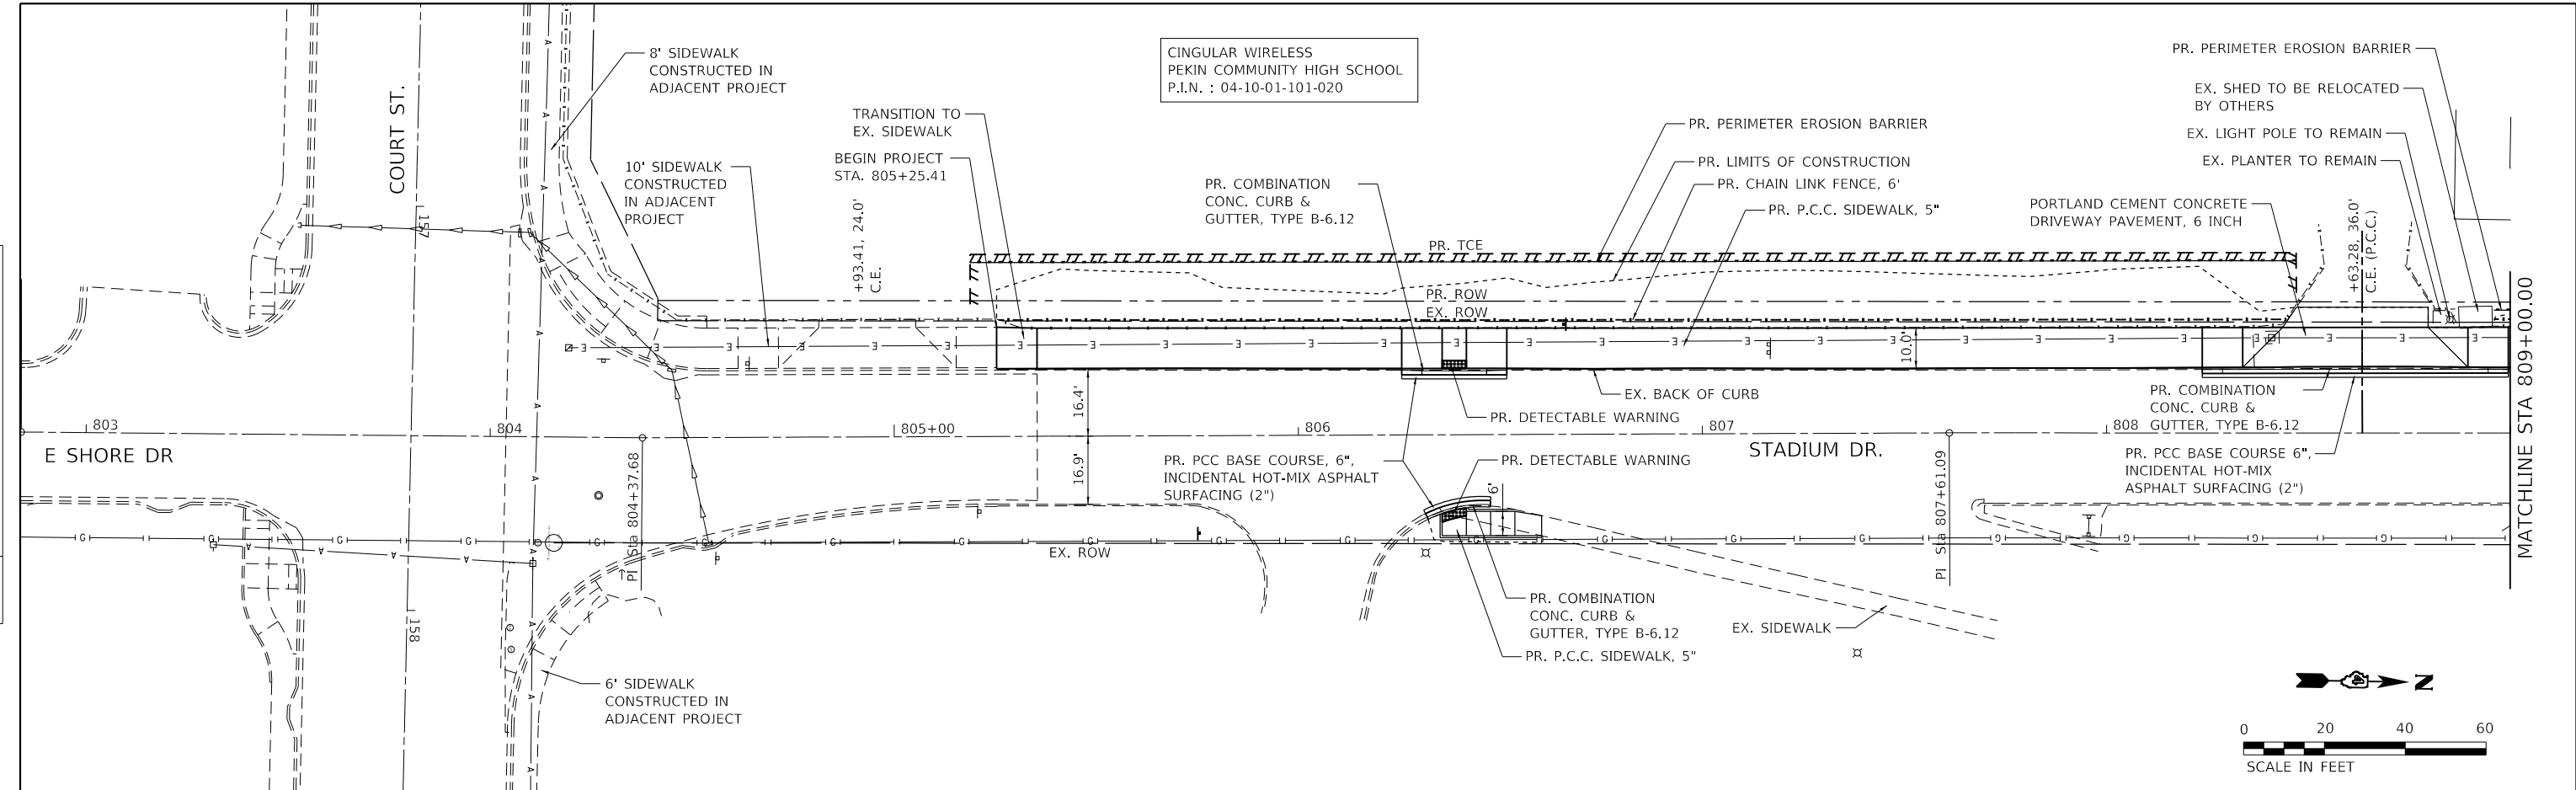 8' SIDEWALK
CONSTRUCTED IN
ADJACENT PROJECT
CINGULAR WIRELESS
PEKIN COMMUNITY HIGH SCHOOL
P.I.N. : 04-10-01-101-020
PR. PERIMETER EROSION BARRIER
EX. SHED TO BE RELOCATED
BY OTHERS
EX. LIGHT POLE TO REMAIN
EX. PLANTER TO REMAIN
COURT ST.
TRANSITION TO
EX. SIDEWALK
BEGIN PROJECT
STA. 805+25.41
10' SIDEWALK
CONSTRUCTED
IN ADJACENT
PROJECT
+93.41, 24.0'
C.E.
PR. COMBINATION
CONC. CURB &
GUTTER, TYPE B-6.12
PR. PERIMETER EROSION BARRIER
PR. LIMITS OF CONSTRUCTION
PR. CHAIN LINK FENCE, 6'
PR. P.C.C. SIDEWALK, 5"
PORTLAND CEMENT CONCRETE
DRIVEWAY PAVEMENT, 6 INCH
+63.28, 36.0'
C.E. (P.C.C.)
157
PR. TCE
PR. ROW
EX. ROW
10.0'
EX. BACK OF CURB
PR. DETECTABLE WARNING
PR. COMBINATION
CONC. CURB &
GUTTER, TYPE B-6.12
MATCHLINE STA 809+00.00
16.4'
16.9'
803
804
805+00
806
807
808
E SHORE DR
STADIUM DR.
PI Sta 804+37.68
PI Sta 807+61.09
PR. PCC BASE COURSE, 6",
INCIDENTAL HOT-MIX ASPHALT
SURFACING (2")
PR. DETECTABLE WARNING
6'
PR. PCC BASE COURSE 6",
INCIDENTAL HOT-MIX
ASPHALT SURFACING (2")
EX. ROW
158
PR. COMBINATION
CONC. CURB &
GUTTER, TYPE B-6.12
PR. P.C.C. SIDEWALK, 5"
EX. SIDEWALK
6' SIDEWALK
CONSTRUCTED IN
ADJACENT PROJECT
N
0 20 40 60
SCALE IN FEET